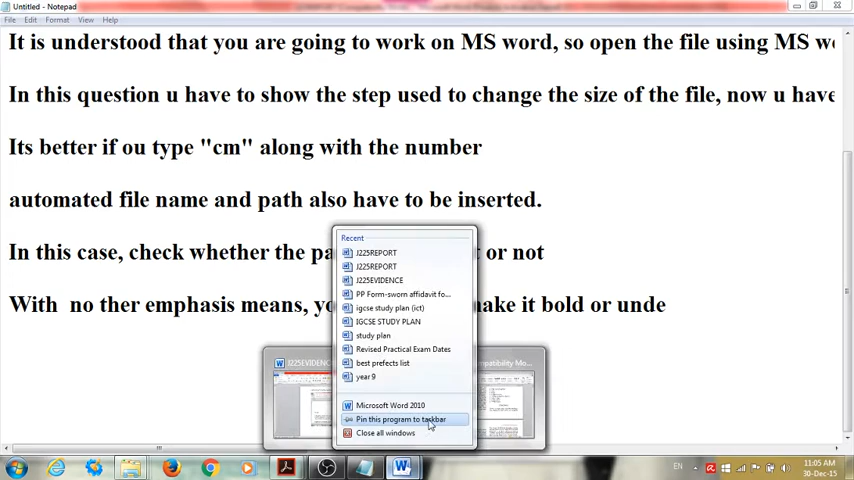 Untitled - Notepad
File Edit Format View Help
It is understood that you are going to work on MS word, so open the file using MS
In this question u have to show the step used to change the size of the file, now u have
Its better if ou type "cm" along with the number
automated file name and path also have to be inserted.
In this case, check whether the or not
With no ther emphasis means, make it bold or unde
Recent
J225REPORT
J225REPORT
J225EVIDENCE
PP Form-sworn affidavit fo...
igcse study plan (ict)
IGCSE STUDY PLAN
study plan
Revised Practical Exam Dates
best prefects list
year 9
J225EVIDENC
mpatibility Mo...
Microsoft Word 2010
Pin this program to taskbar
Close all windows
EN
11:05 AM
30-Dec-15